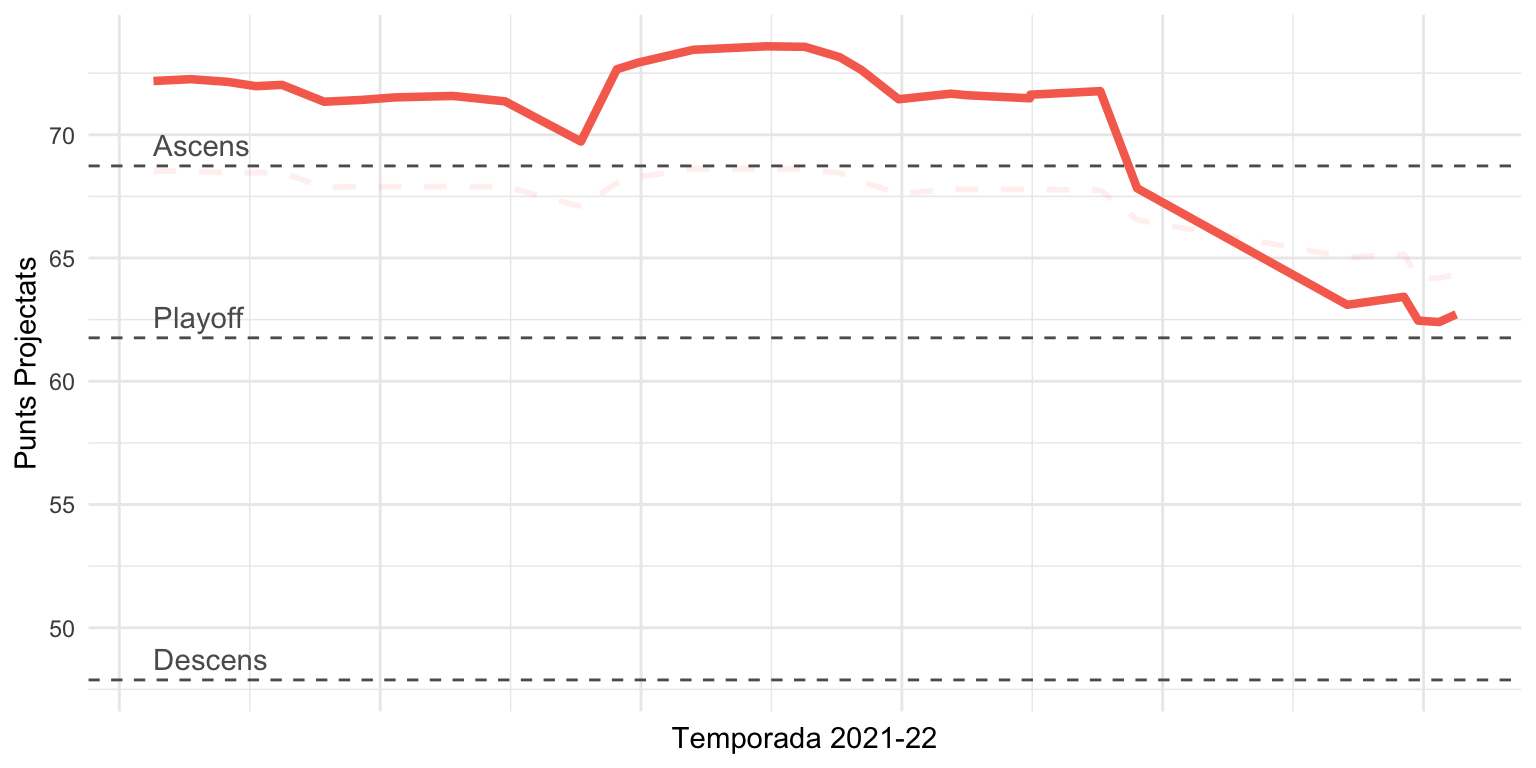 Punts Projectats
70
65
60
55
50
Ascens
Playoff
Descens
Temporada 2021-22